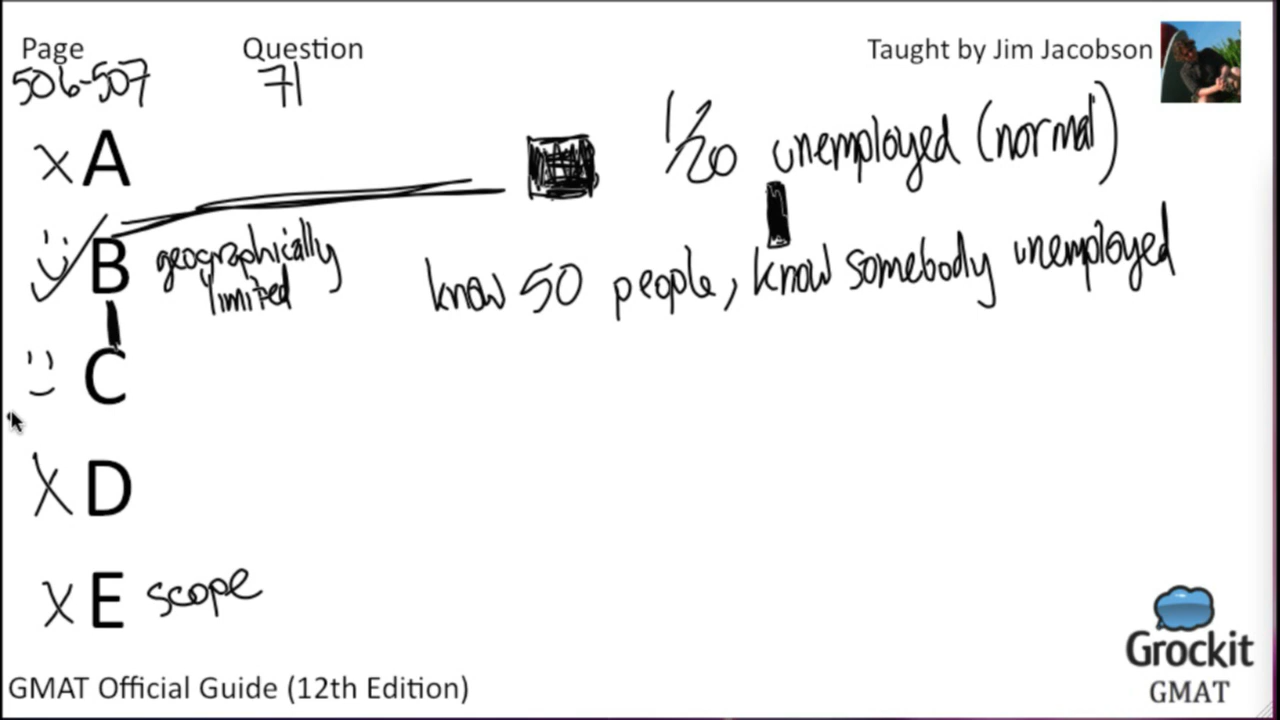 Page Question Taught by Jim Jacobson
506-507 71
X A 1/20 unemployed (normal)
B geographically limited know 50 people, know somebody unemployed
C
X D
X E scope
Grockit
GMAT
GMAT Official Guide (12th Edition)